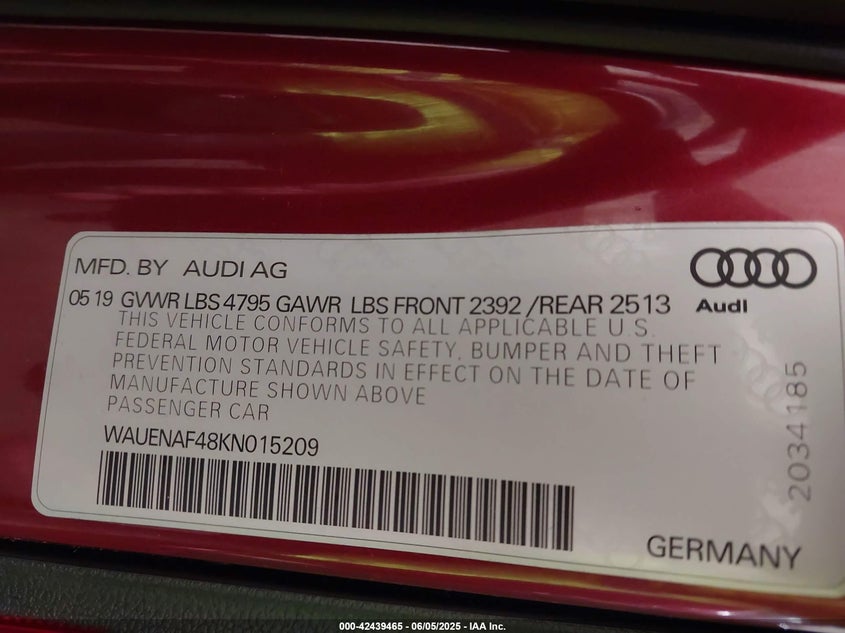 MFD. BY AUDI AG
Audi
05 19 GVWR LBS 4795 GAWR LBS FRONT 2392 /REAR 2513
THIS VEHICLE CONFORMS TO ALL APPLICABLE U.S.
FEDERAL MOTOR VEHICLE SAFETY, BUMPER AND THEFT
PREVENTION STANDARDS IN EFFECT ON THE DATE OF
MANUFACTURE SHOWN ABOVE
PASSENGER CAR
WAUENAF48KN015209
2034185
GERMANY
000-42439465 - 06/05/2025 - IAA Inc.